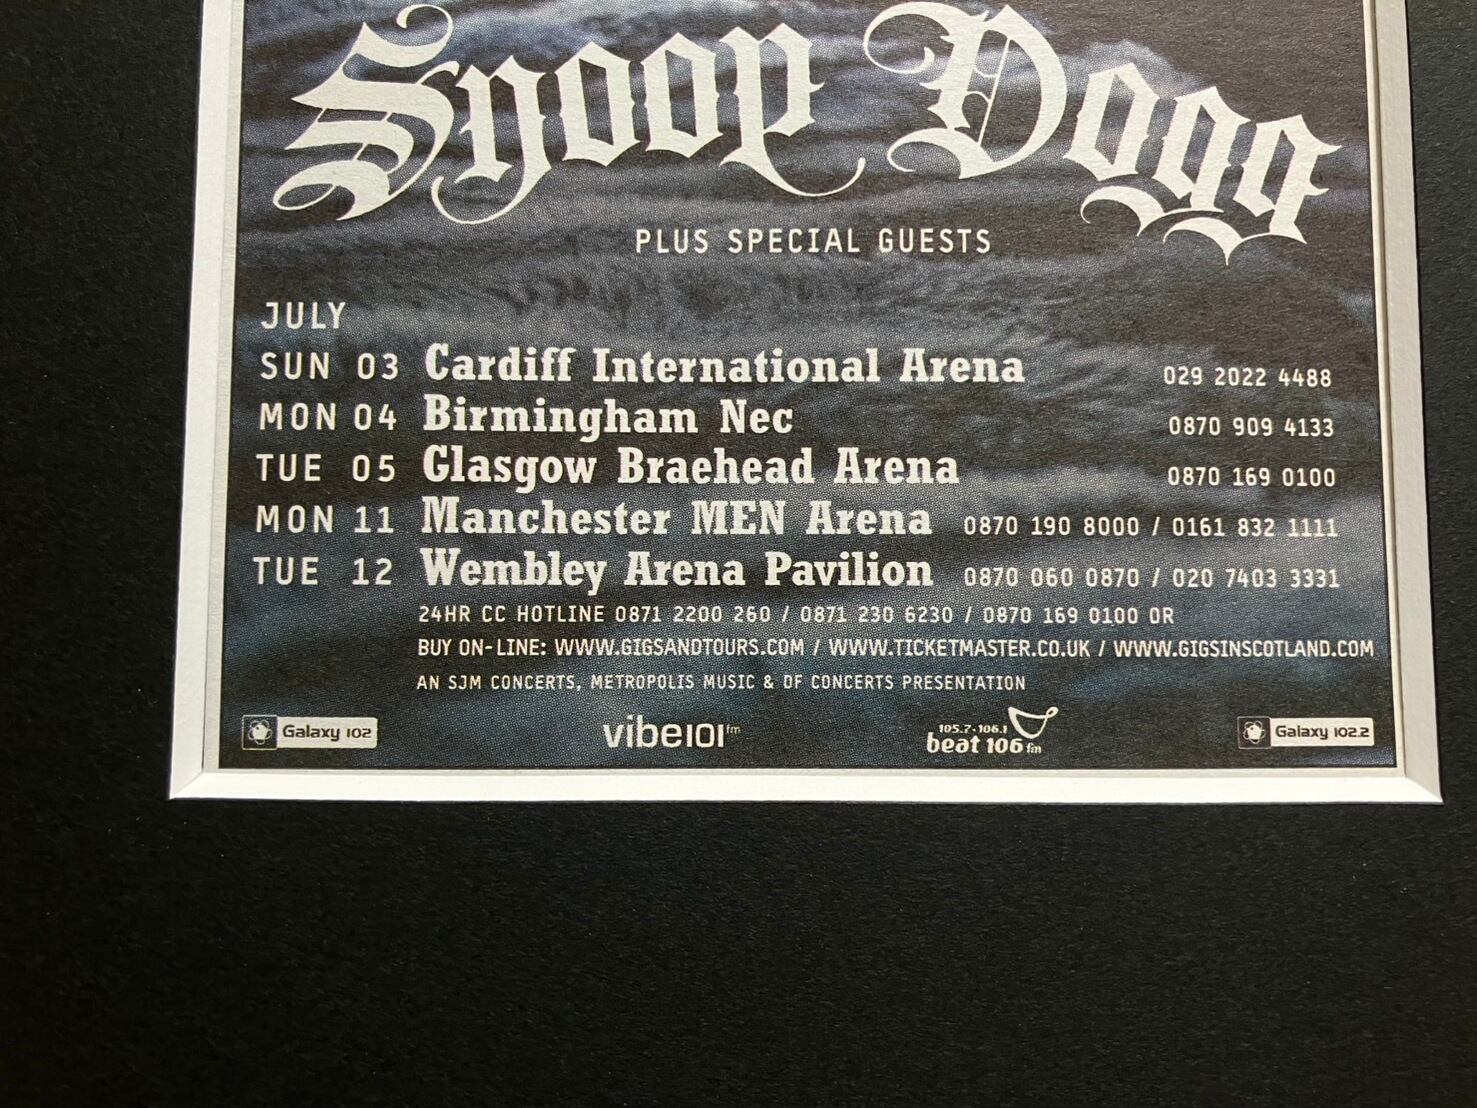 Snoop Dogg
PLUS SPECIAL GUESTS
JULY
SUN 03 Cardiff International Arena 029 2022 4488
MON 04 Birmingham Nec 0870 909 4133
TUE 05 Glasgow Braehead Arena 0870 169 0100
MON 11 Manchester MEN Arena 0870 190 8000 / 0161 832 1111
TUE 12 Wembley Arena Pavilion 0870 060 0870 / 020 7403 3331
24HR CC HOTLINE 0871 2200 260 / 0871 230 6230 / 0870 169 0100 OR
BUY ON-LINE: WWW.GIGSANDTOURS.COM / WWW.TICKETMASTER.CO.UK / WWW.GIGSINSCOTLAND.COM
AN SJM CONCERTS, METROPOLIS MUSIC & DF CONCERTS PRESENTATION
Galaxy 102
vibe101 fm
105.7-106.1
beat 106 fm
Galaxy 102.2